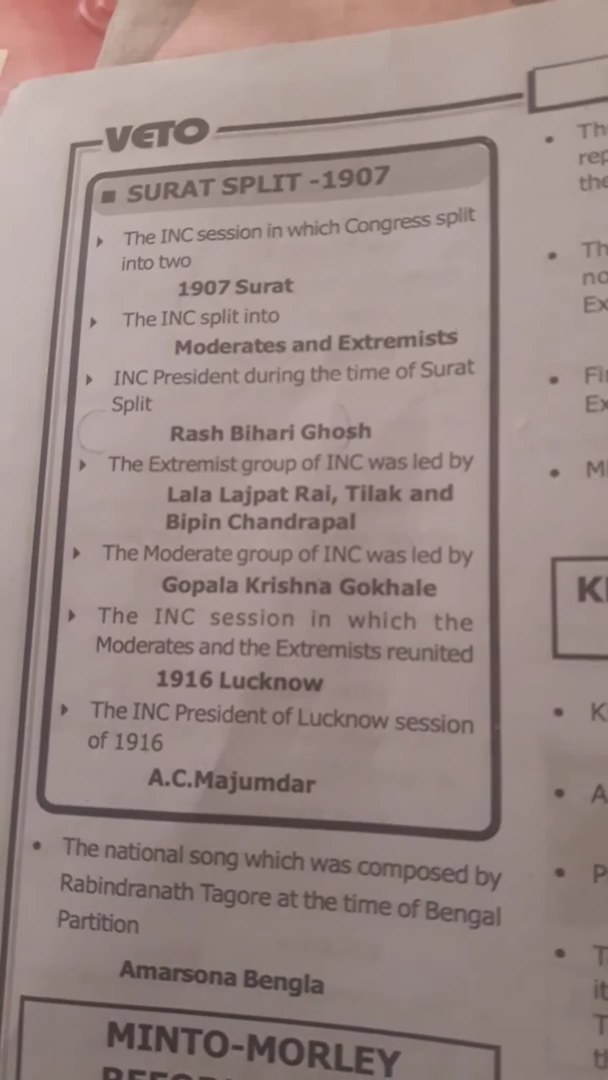 VETO
■ SURAT SPLIT -1907
The INC session in which Congress split
into two
1907 Surat
The INC split into
Moderates and Extremists
INC President during the time of Surat
Split
Rash Bihari Ghosh
The Extremist group of INC was led by
Lala Lajpat Rai, Tilak and
Bipin Chandrapal
The Moderate group of INC was led by
Gopala Krishna Gokhale
The INC session in which the
Moderates and the Extremists reunited
1916 Lucknow
The INC President of Lucknow session
of 1916
A.C.Majumdar
• The national song which was composed by
Rabindranath Tagore at the time of Bengal
Partition
Amarsona Bengla
MINTO-MORLEY